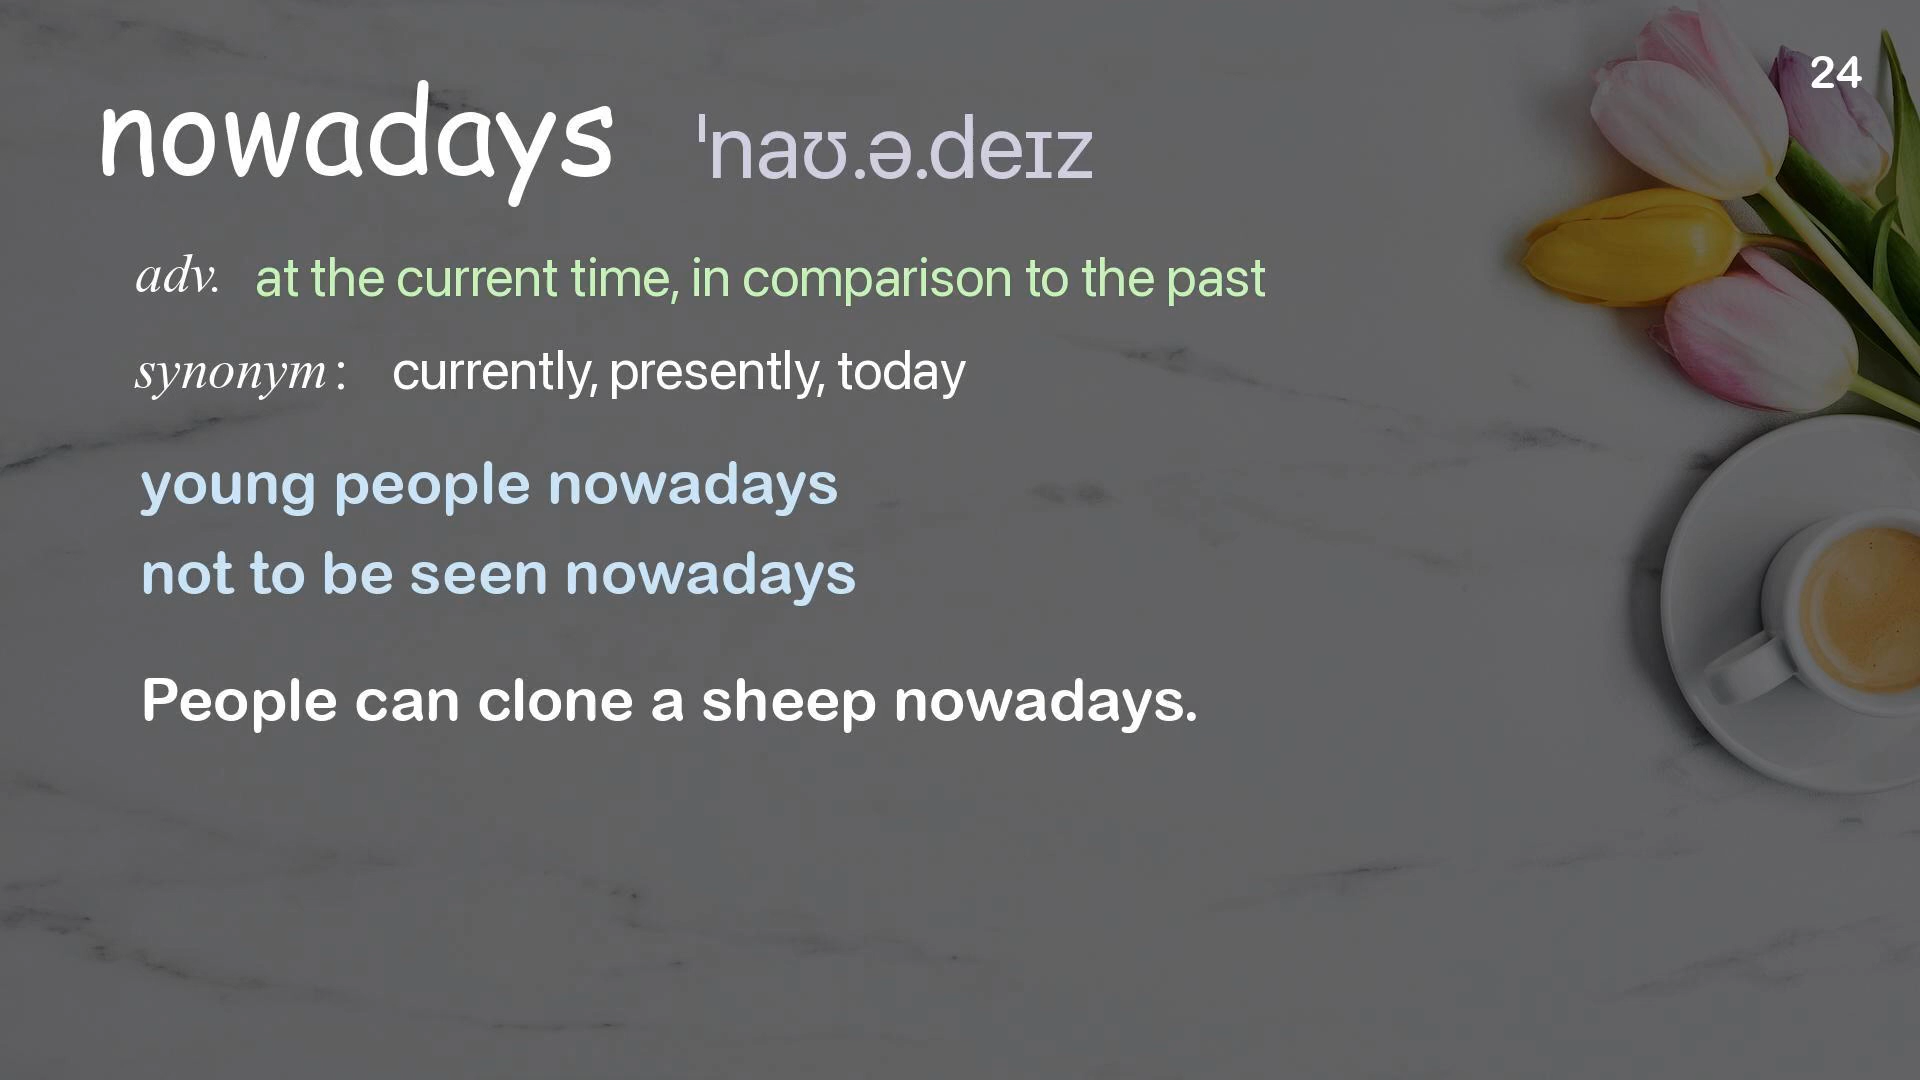 24
nowadays ˈnaʊ.ə.deɪz
adv. at the current time, in comparison to the past
synonym : currently, presently, today
young people nowadays
not to be seen nowadays
People can clone a sheep nowadays.